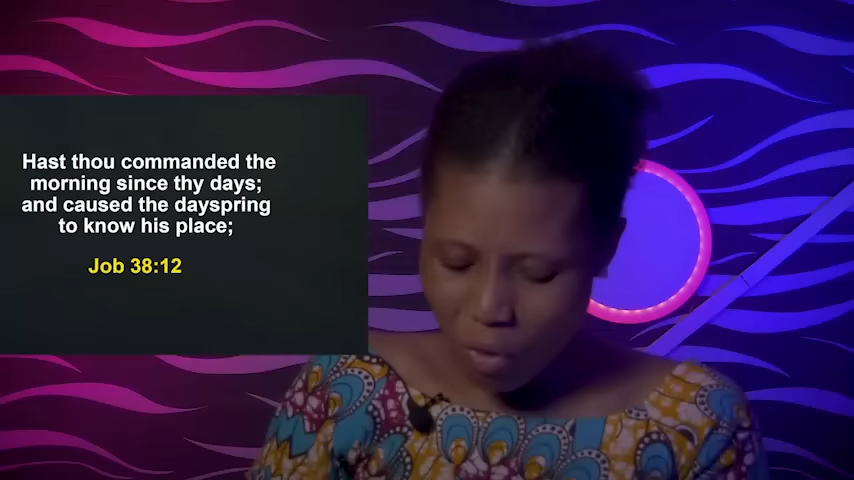 Hast thou commanded the
morning since thy days;
and caused the dayspring
to know his place;
Job 38:12